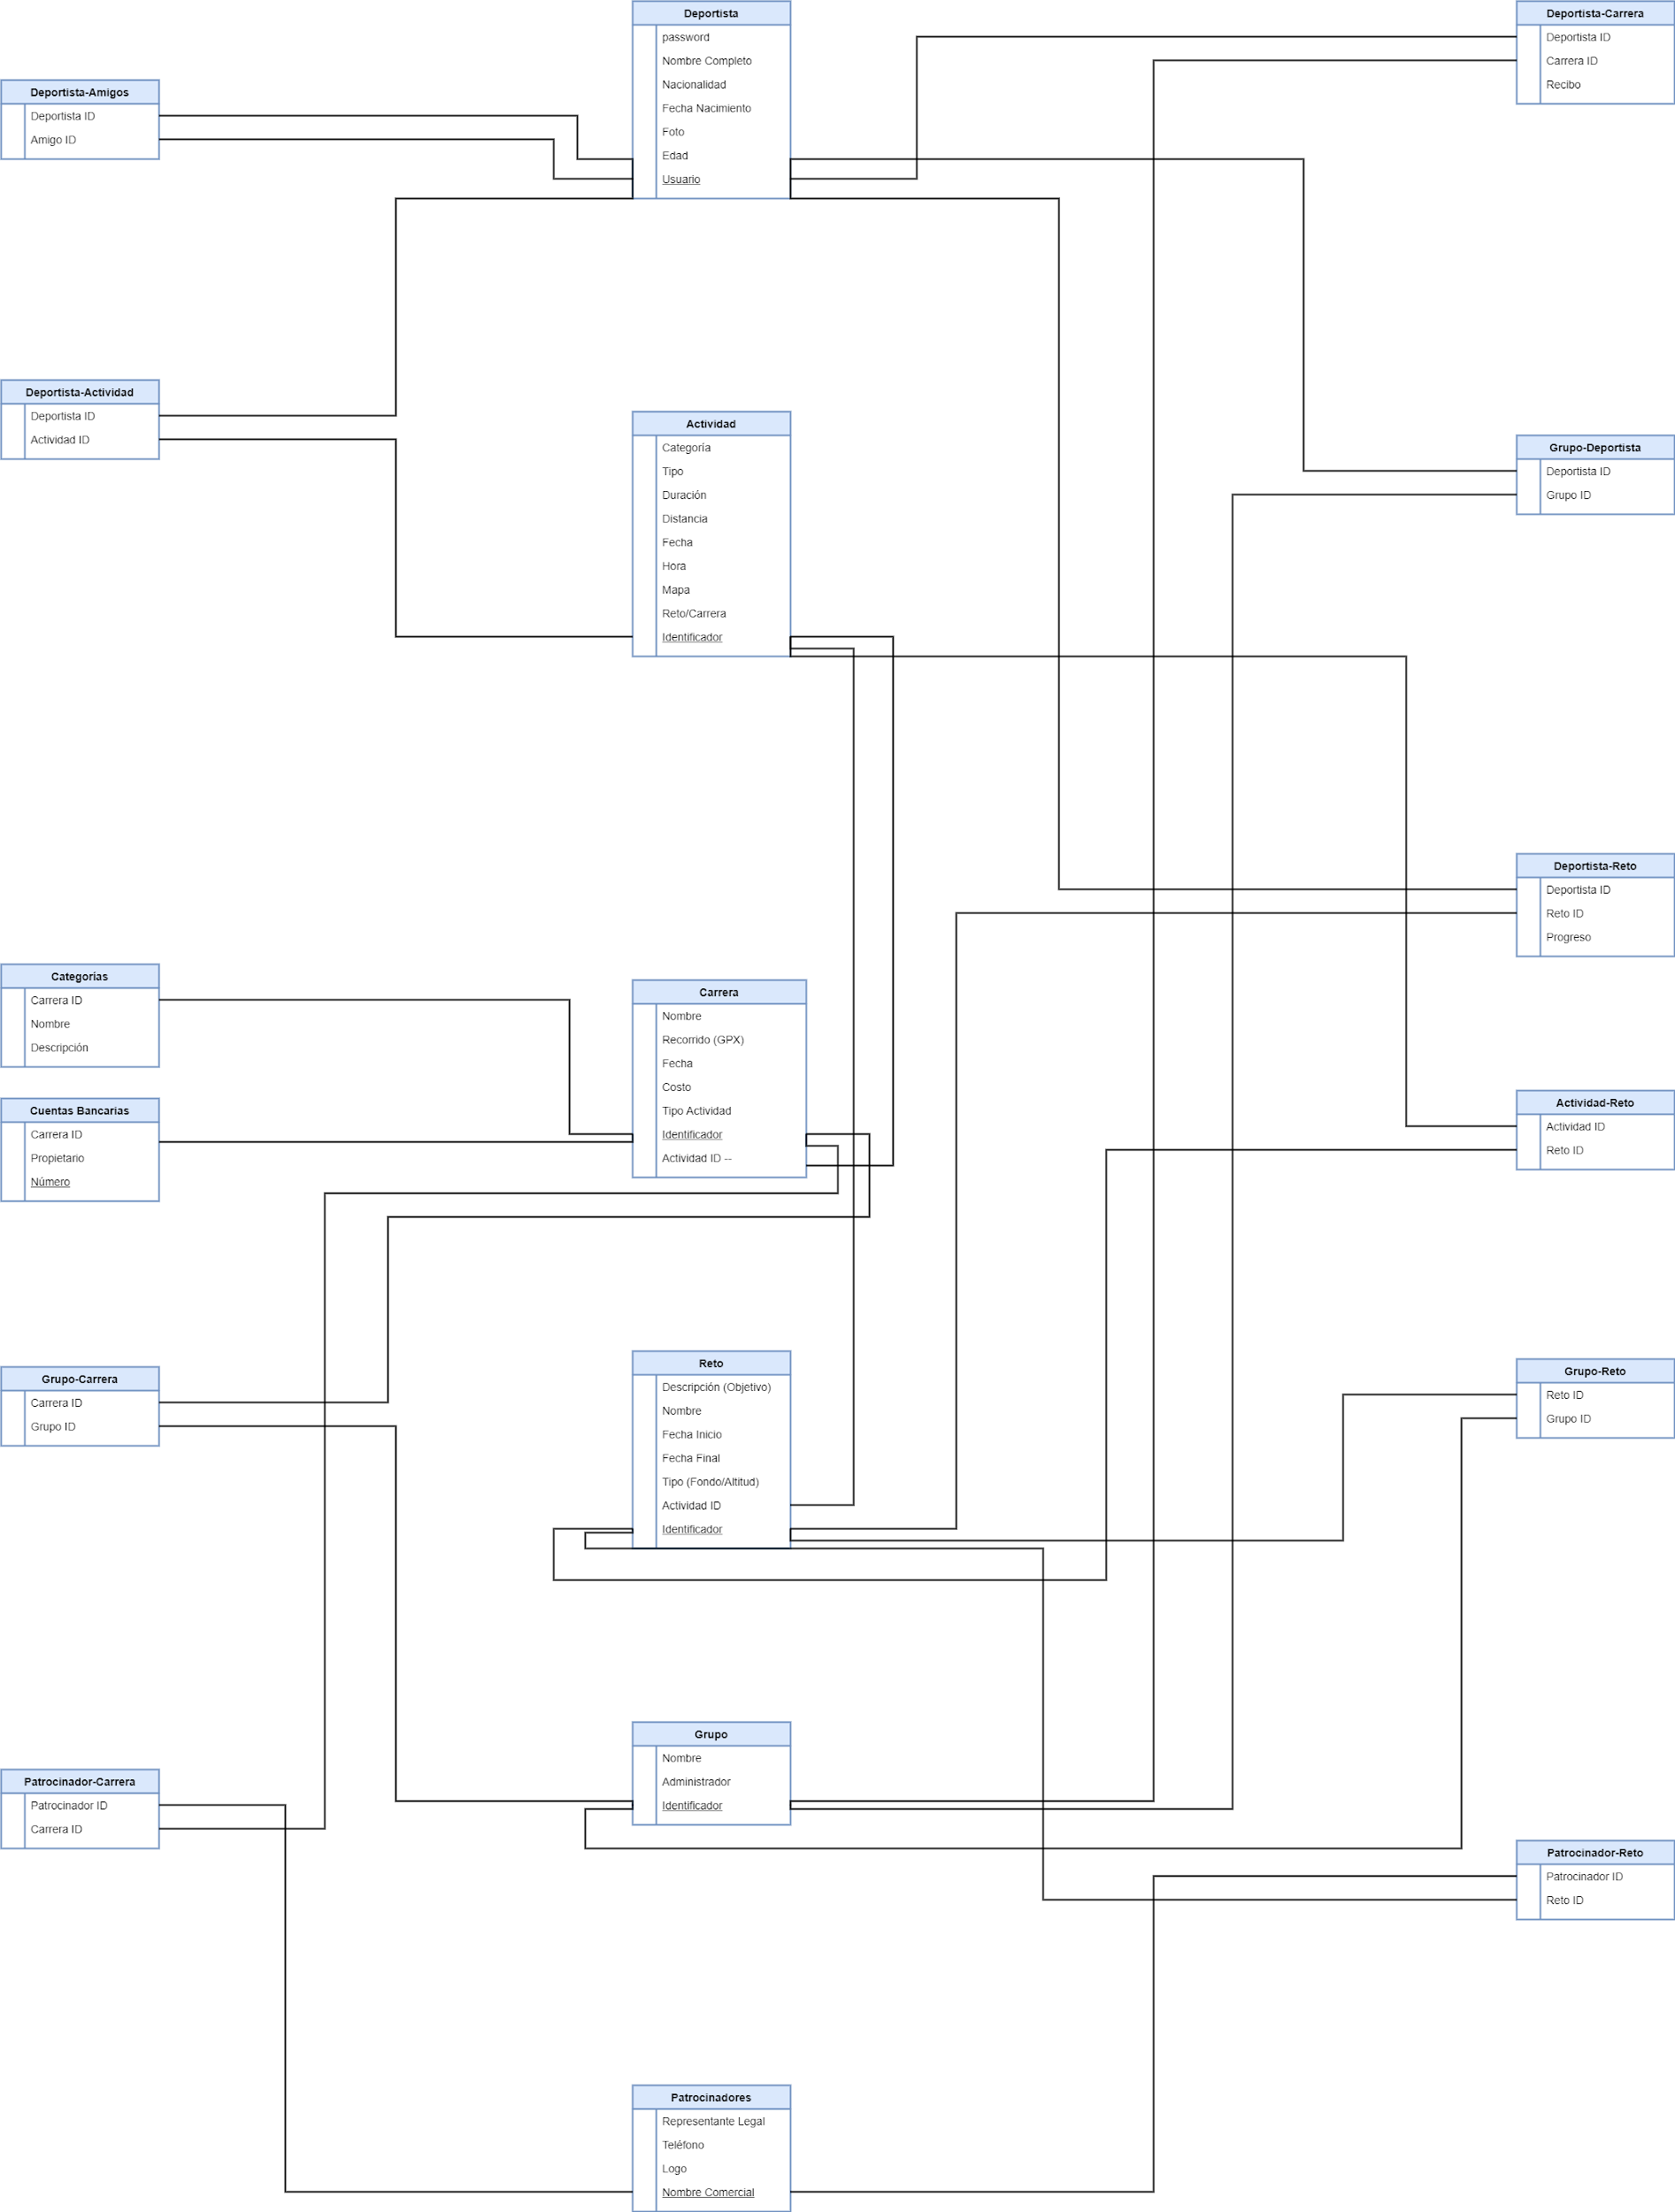 Deportista
password
Nombre Completo
Nacionalidad
Fecha Nacimiento
Foto
Edad
Usuario
Deportista-Carrera
Deportista ID
Carrera ID
Recibo
Deportista-Amigos
Deportista ID
Amigo ID
Deportista-Actividad
Deportista ID
Actividad ID
Actividad
Categoría
Tipo
Duración
Distancia
Fecha
Hora
Mapa
Reto/Carrera
Identificador
Grupo-Deportista
Deportista ID
Grupo ID
Deportista-Reto
Deportista ID
Reto ID
Progreso
Categorias
Carrera ID
Nombre
Descripción
Carrera
Nombre
Recorrido (GPX)
Fecha
Costo
Tipo Actividad
Identificador
Actividad ID --
Cuentas Bancarias
Carrera ID
Propietario
Número
Actividad-Reto
Actividad ID
Reto ID
Grupo-Carrera
Carrera ID
Grupo ID
Reto
Descripción (Objetivo)
Nombre
Fecha Inicio
Fecha Final
Tipo (Fondo/Altitud)
Actividad ID
Identificador
Grupo-Reto
Reto ID
Grupo ID
Grupo
Nombre
Administrador
Identificador
Patrocinador-Carrera
Patrocinador ID
Carrera ID
Patrocinador-Reto
Patrocinador ID
Reto ID
Patrocinadores
Representante Legal
Teléfono
Logo
Nombre Comercial